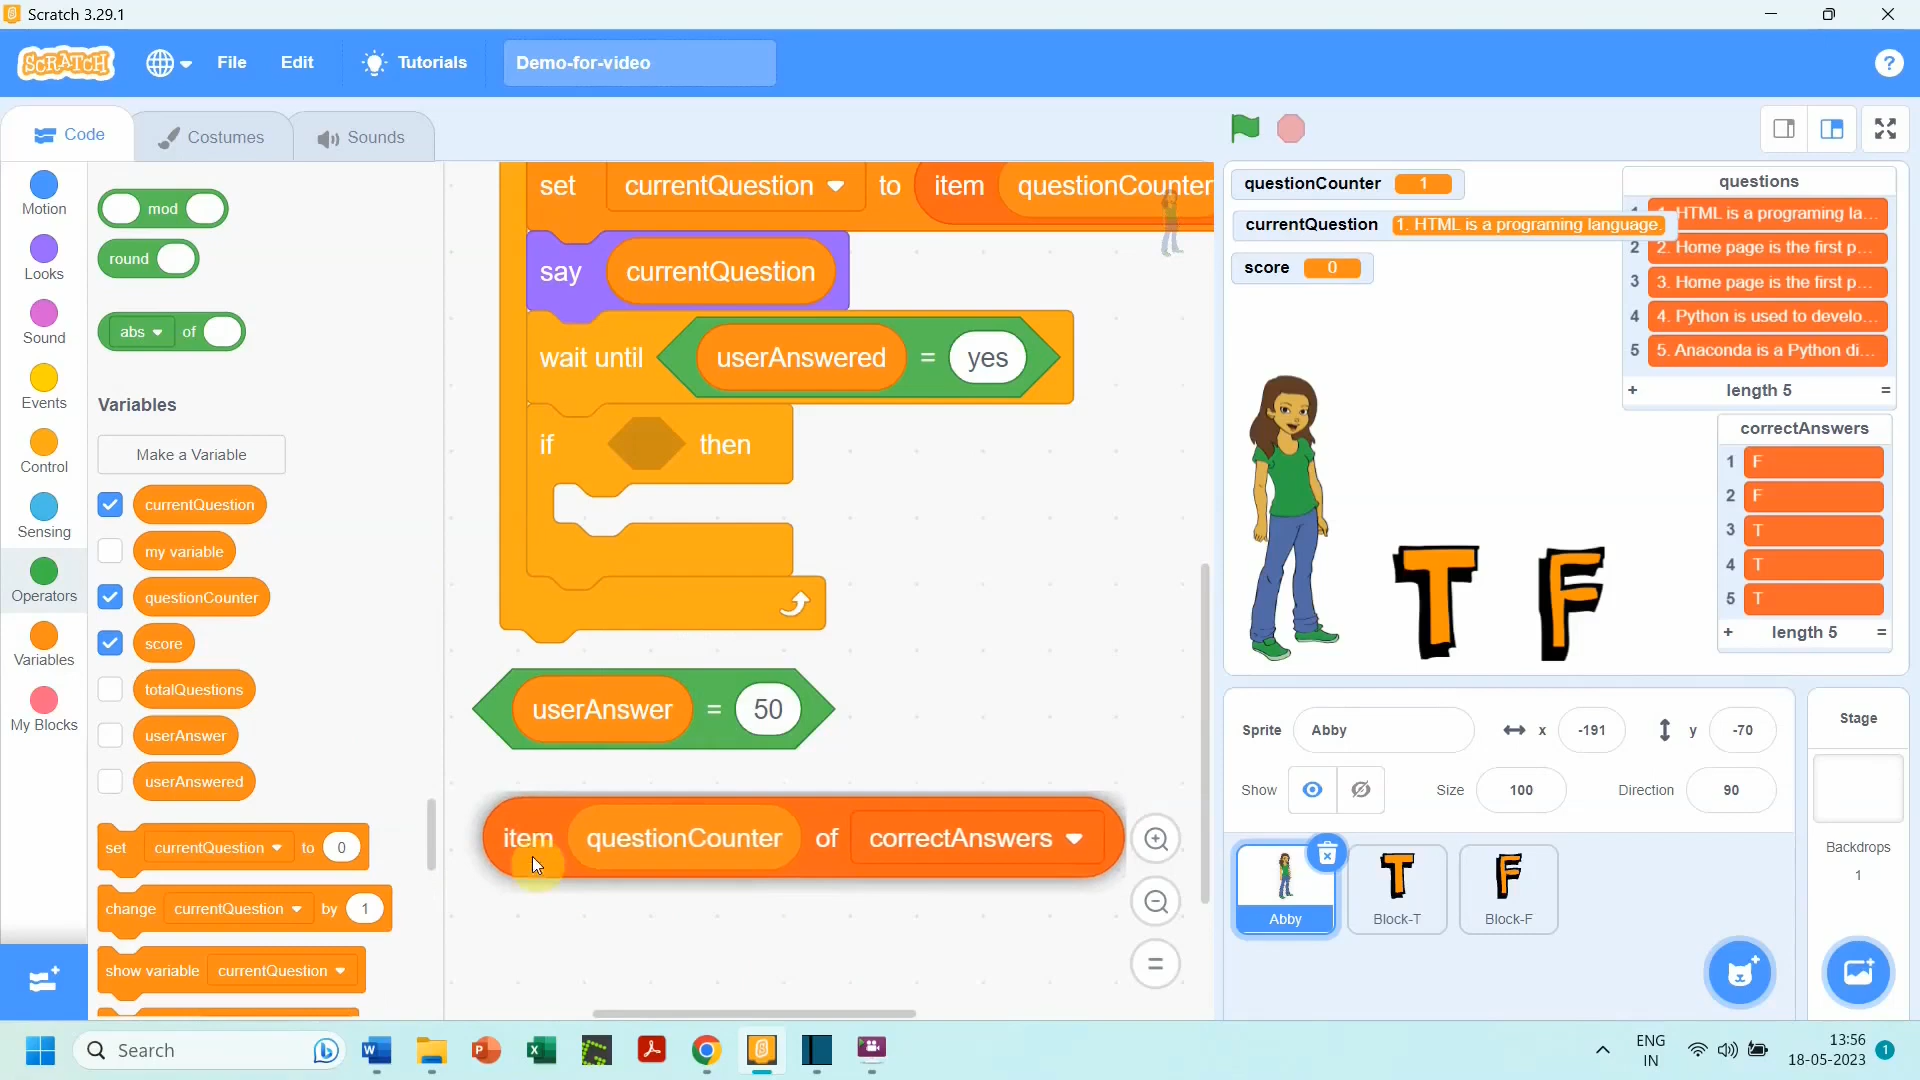 Scratch 3.29.1
SCRATCH
File
Edit
Tutorials
Demo-for-video
?
Code
Costumes
Sounds
Motion
Looks
Sound
Events
Control
Sensing
Operators
Variables
My Blocks
mod
round
abs of
Variables
Make a Variable
currentQuestion
my variable
questionCounter
score
totalQuestions
userAnswer
userAnswered
set currentQuestion to 0
change currentQuestion by 1
show variable currentQuestion
set currentQuestion to item questionCounter
say currentQuestion
wait until userAnswered = yes
if then
userAnswer = 50
item questionCounter of correctAnswers
questionCounter 1
currentQuestion 1. HTML is a programing language.
score 0
questions
HTML is a programing la...
2 2. Home page is the first p...
3 3. Home page is the first p...
4 4. Python is used to develo...
5 5. Anaconda is a Python di...
+ length 5 =
correctAnswers
1 F
2 F
3 T
4 T
5 T
+ length 5 =
T F
Sprite Abby x -191 y -70
Show Size 100 Direction 90
Abby
Block-T
Block-F
Stage
Backdrops
1
Search
ENG
IN
13:56
18-05-2023
1